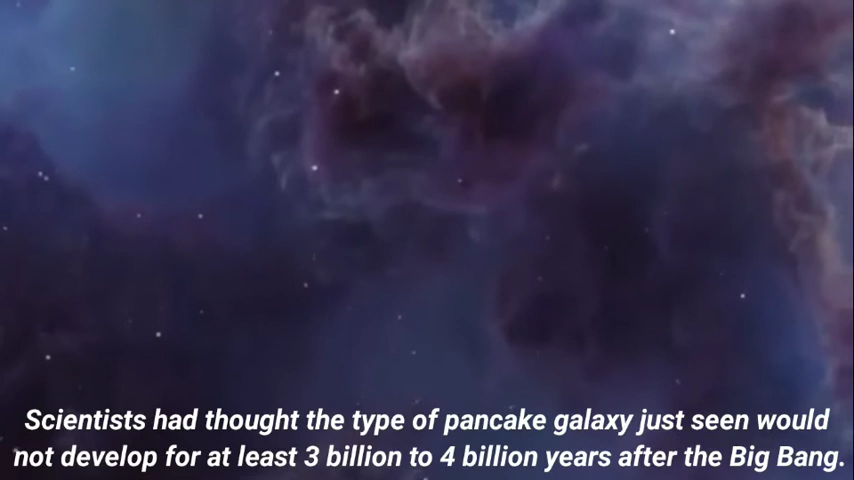 Scientists had thought the type of pancake galaxy just seen would
not develop for at least 3 billion to 4 billion years after the Big Bang.